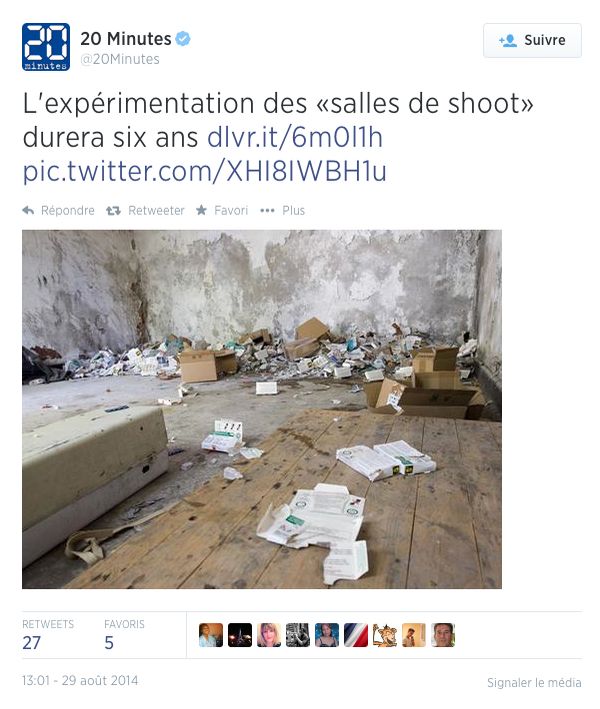 20
minutes
20 Minutes
@20Minutes
Suivre
L'expérimentation des «salles de shoot»
durera six ans dlvr.it/6m0l1h
pic.twitter.com/XHI8IWBH1u
Répondre Retweeter Favori Plus
RETWEETS FAVORIS
27 5
13:01 - 29 août 2014
Signaler le média